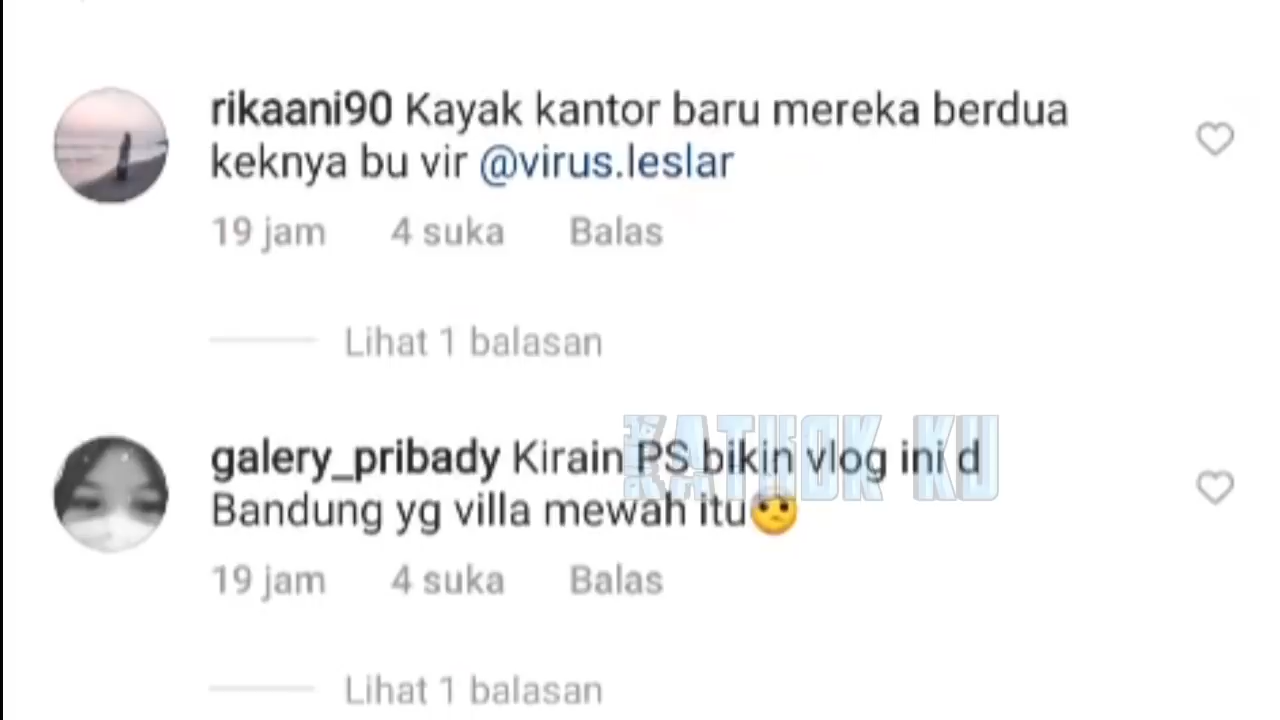 rikaani90 Kayak kantor baru mereka berdua
keknya bu vir @virus.leslar
19 jam 4 suka Balas
Lihat 1 balasan
galery_pribady Kirain PS bikin vlog ini d
KATUOK KU
Bandung yg villa mewah itu🤨
19 jam 4 suka Balas
Lihat 1 balasan